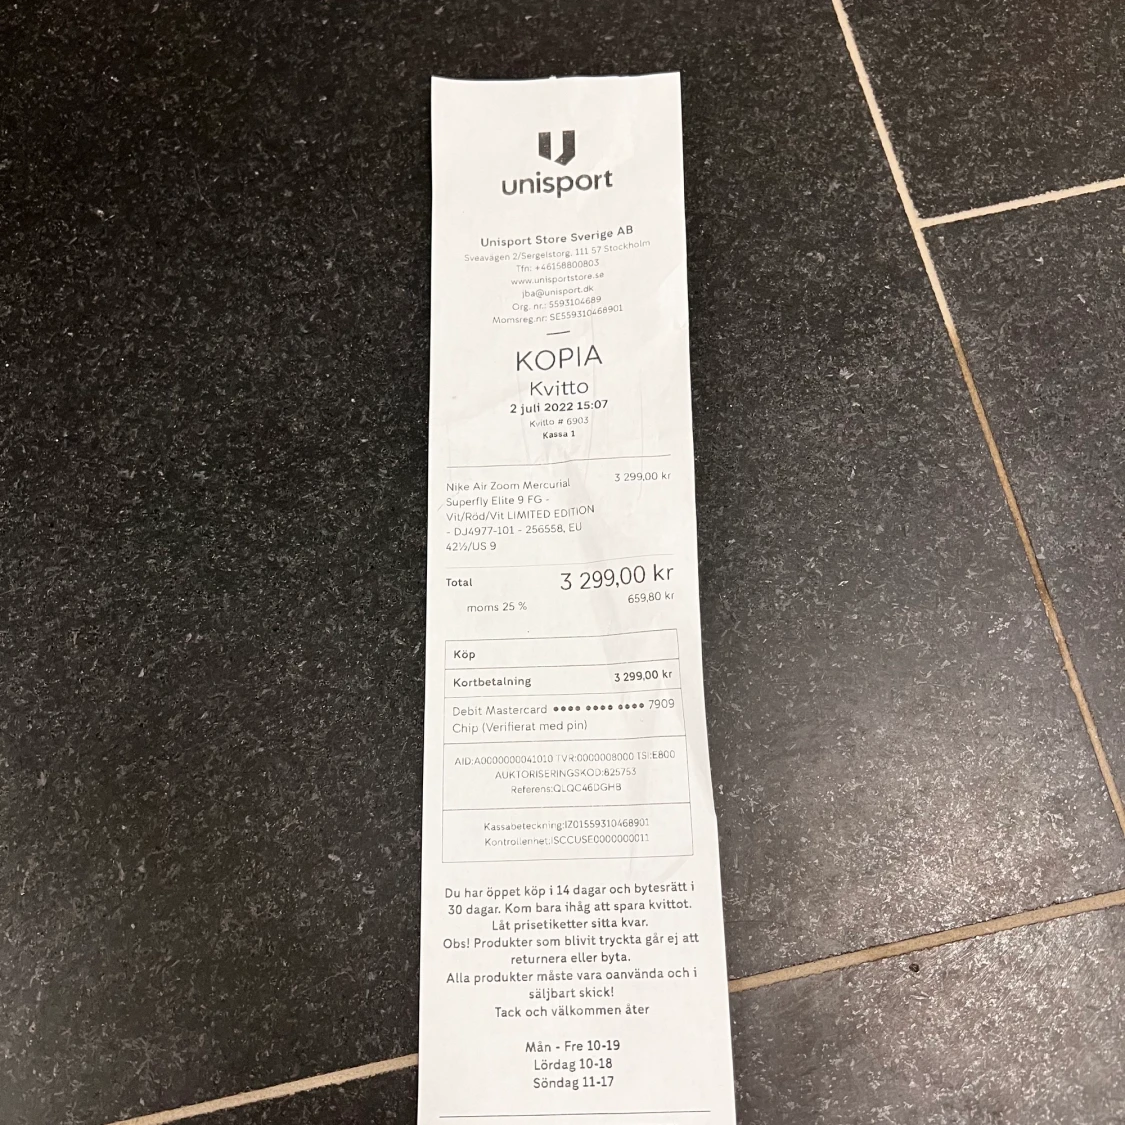 unisport
Unisport Store Sverige AB
Sveavägen 2/Sergelstorg, 111 57 Stockholm
Tfn: +46158800803
www.unisportstore.se
jba@unisport.dk
Org. nr.: 5593104689
Momsreg.nr: SE559310468901
KOPIA
Kvitto
2 juli 2022 15:07
Kvitto # 6903
Kassa 1
Nike Air Zoom Mercurial 3 299,00 kr
Superfly Elite 9 FG -
Vit/Röd/Vit LIMITED EDITION
- DJ4977-101 - 256558, EU
42½/US 9
Total 3 299,00 kr
moms 25 % 659,80 kr
Köp
Kortbetalning 3 299,00 kr
Debit Mastercard •••• •••• •••• 7909
Chip (Verifierat med pin)
AID:A0000000041010 TVR:0000008000 TSI:E800
AUKTORISERINGSKOD:825753
Referens:QLQC46DGHB
Kassabeteckning:IZ01559310468901
Kontrollenhet:ISCCUSE0000000011
Du har öppet köp i 14 dagar och bytesrätt i
30 dagar. Kom bara ihåg att spara kvittot.
Låt prisetiketter sitta kvar.
Obs! Produkter som blivit tryckta går ej att
returnera eller byta.
Alla produkter måste vara oanvända och i
säljbart skick!
Tack och välkommen åter
Mån - Fre 10-19
Lördag 10-18
Söndag 11-17